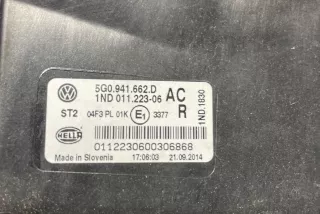 5G0.941.662.D
1ND 011.223-06 AC
ST2 04F3 PL 01K E1 3377 R
1ND.1830
HELLA
0112230600306868
Made in Slovenia 17:06:03 21.09.2014